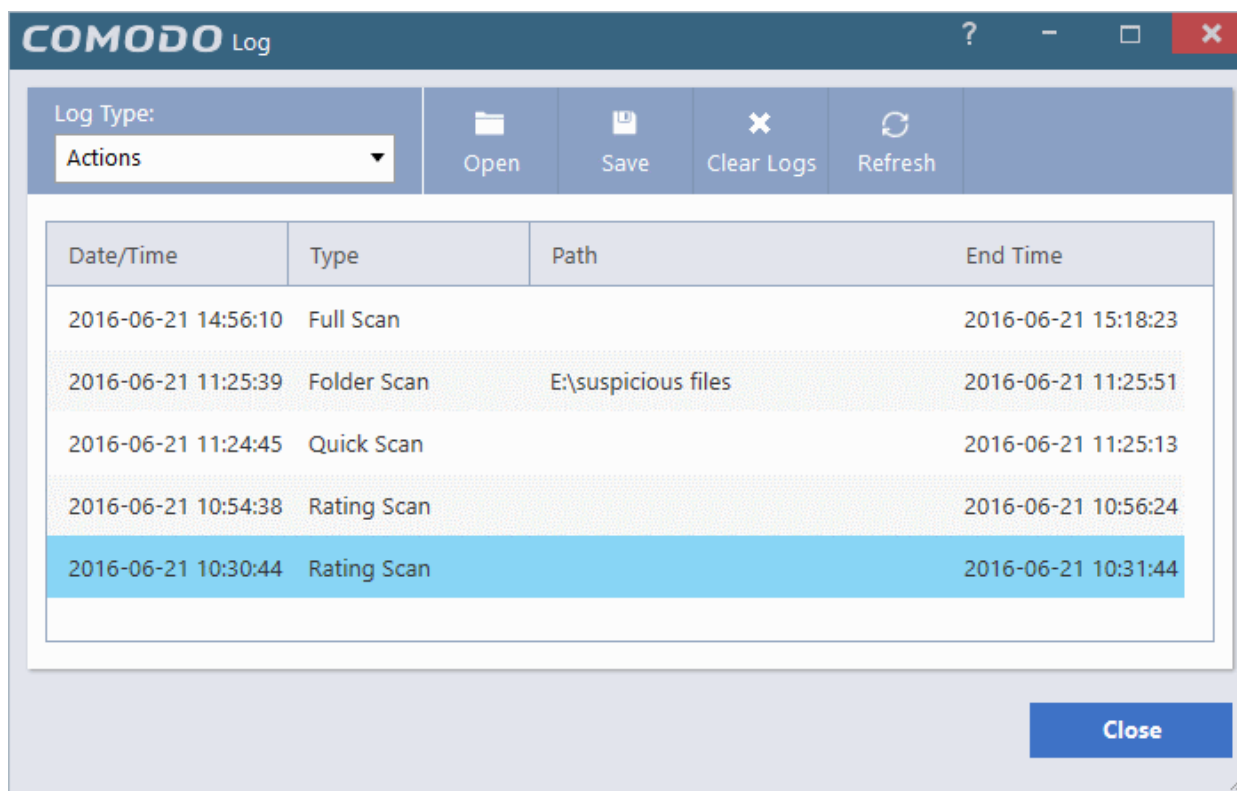 COMODO Log ?
Log Type:
Actions
Open Save Clear Logs Refresh
Date/Time Type Path End Time
2016-06-21 14:56:10 Full Scan 2016-06-21 15:18:23
2016-06-21 11:25:39 Folder Scan E:\suspicious files 2016-06-21 11:25:51
2016-06-21 11:24:45 Quick Scan 2016-06-21 11:25:13
2016-06-21 10:54:38 Rating Scan 2016-06-21 10:56:24
2016-06-21 10:30:44 Rating Scan 2016-06-21 10:31:44
Close